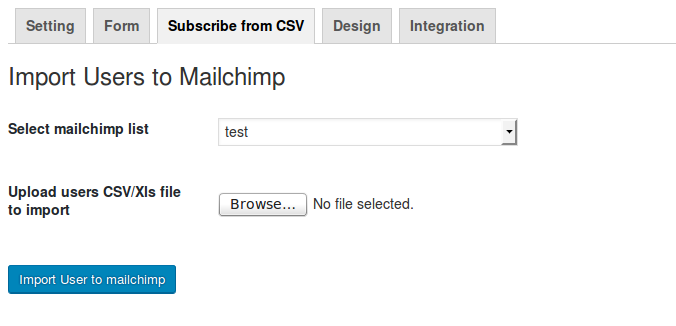 Setting Form Subscribe from CSV Design Integration
Import Users to Mailchimp
Select mailchimp list test
Upload users CSV/Xls file
to import
Browse... No file selected.
Import User to mailchimp